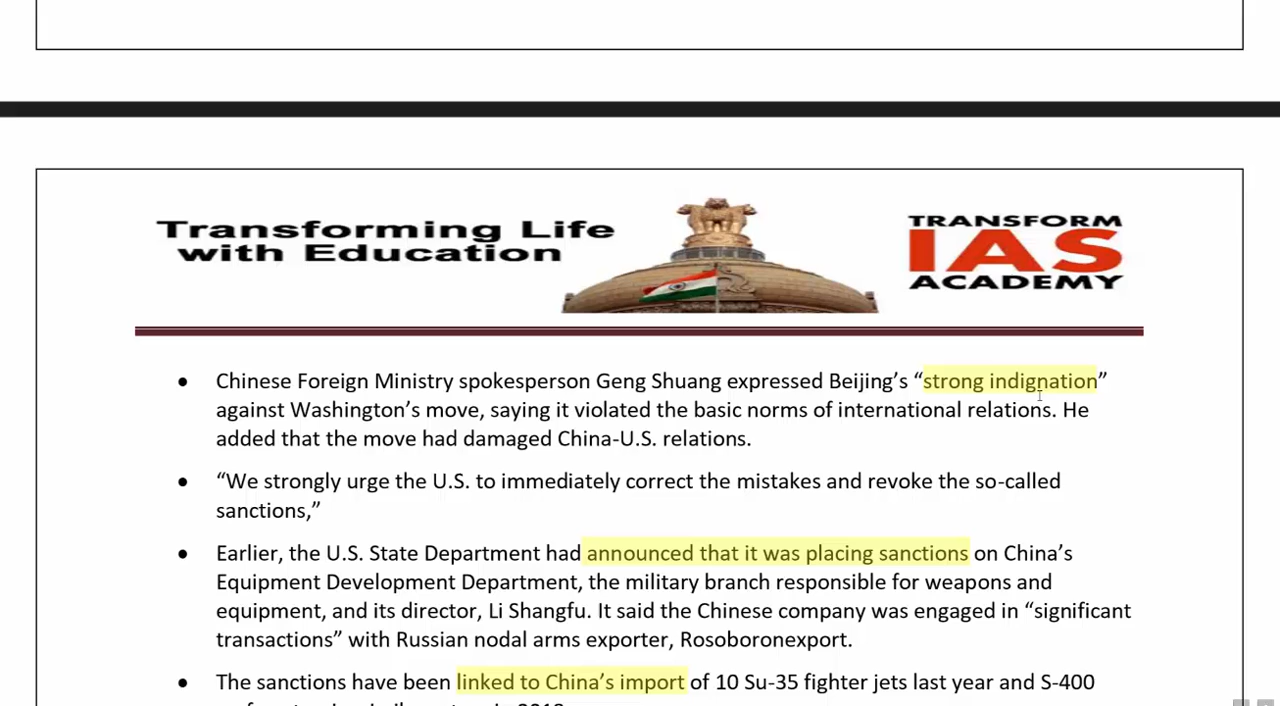 Transforming Life
with Education
TRANSFORM
IAS
ACADEMY
• Chinese Foreign Ministry spokesperson Geng Shuang expressed Beijing’s “strong indignation”
against Washington’s move, saying it violated the basic norms of international relations. He
added that the move had damaged China-U.S. relations.
• “We strongly urge the U.S. to immediately correct the mistakes and revoke the so-called
sanctions,”
• Earlier, the U.S. State Department had announced that it was placing sanctions on China’s
Equipment Development Department, the military branch responsible for weapons and
equipment, and its director, Li Shangfu. It said the Chinese company was engaged in “significant
transactions” with Russian nodal arms exporter, Rosoboronexport.
• The sanctions have been linked to China’s import of 10 Su-35 fighter jets last year and S-400